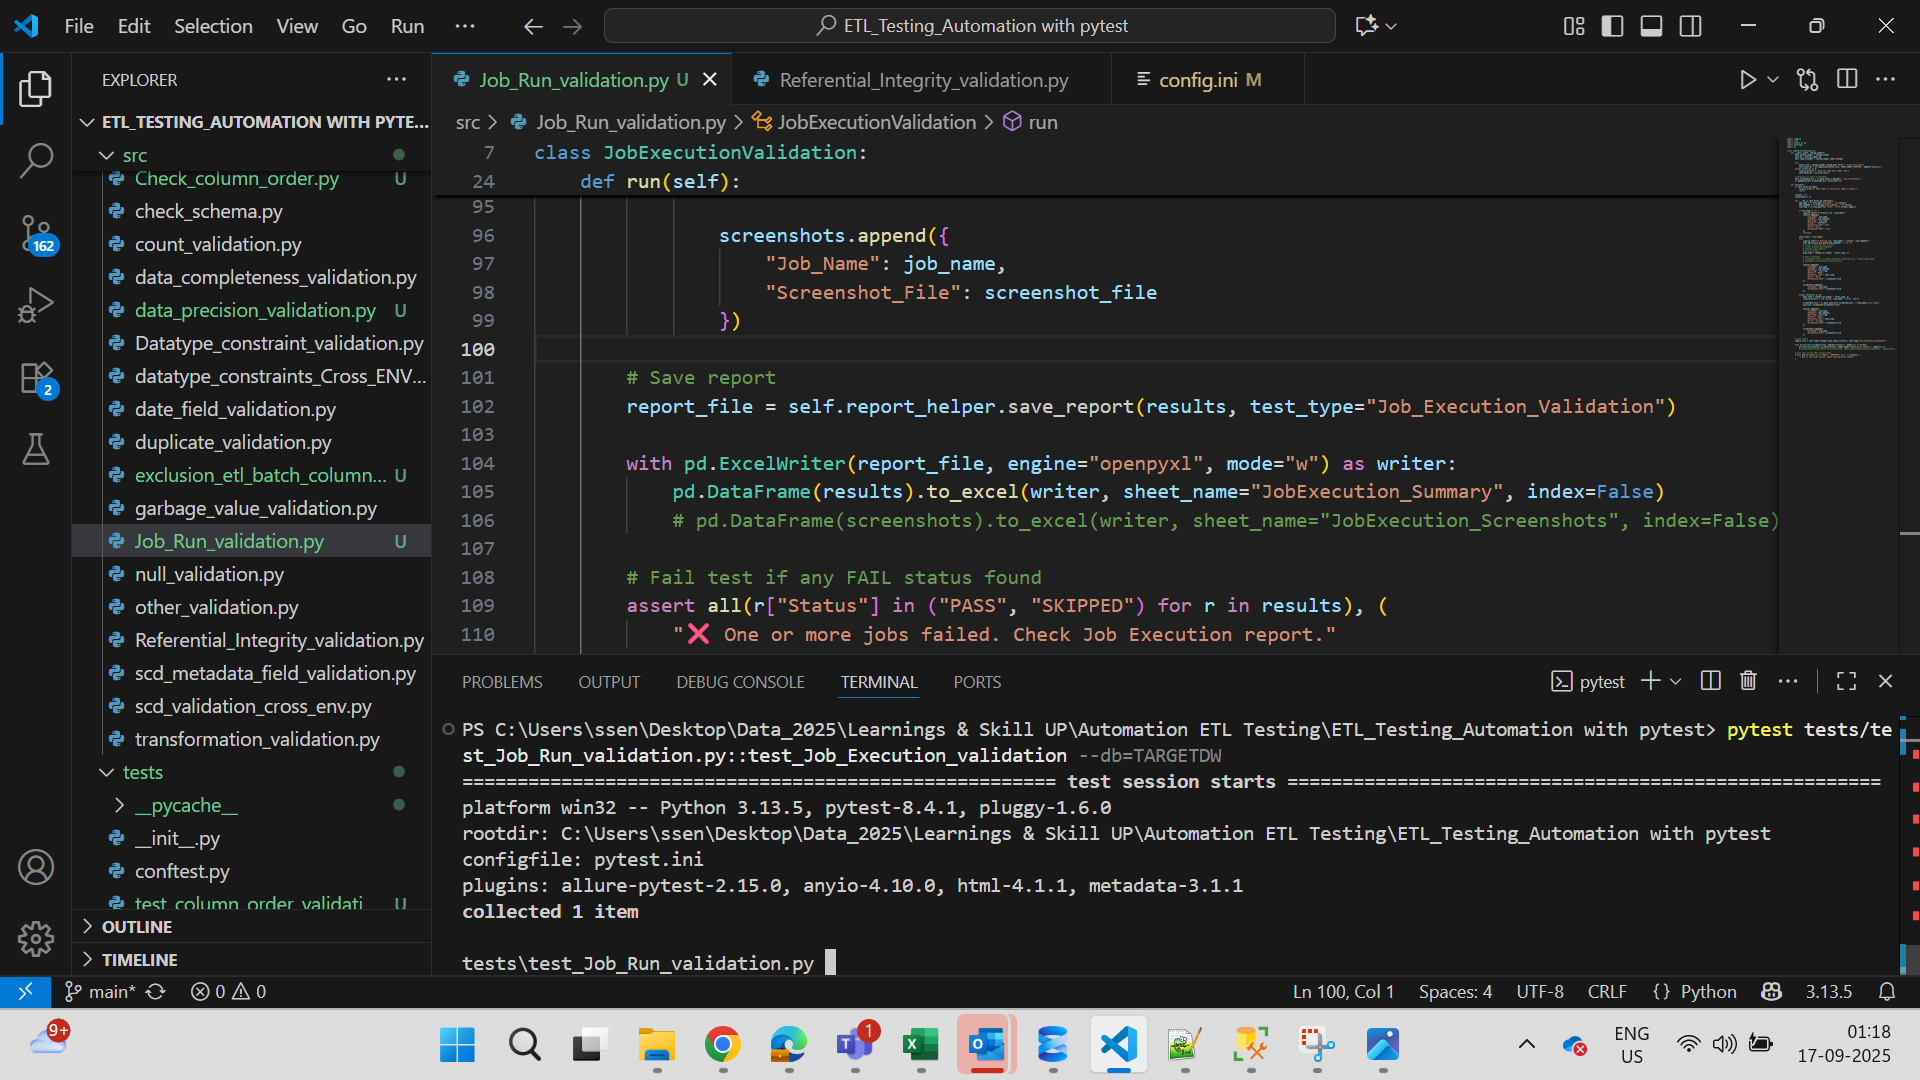 File Edit Selection View Go Run
ETL_Testing_Automation with pytest
EXPLORER
ETL_TESTING_AUTOMATION WITH PYTE...
src
Check_column_order.py U
check_schema.py
count_validation.py
data_completeness_validation.py
data_precision_validation.py U
Datatype_constraint_validation.py
datatype_constraints_Cross_ENV...
date_field_validation.py
duplicate_validation.py
exclusion_etl_batch_column... U
garbage_value_validation.py
Job_Run_validation.py U
null_validation.py
other_validation.py
Referential_Integrity_validation.py
scd_metadata_field_validation.py
scd_validation_cross_env.py
transformation_validation.py
tests
__pycache__
__init__.py
conftest.py
test_column_order_validati... U
OUTLINE
TIMELINE
162
2
Job_Run_validation.py U
Referential_Integrity_validation.py
config.ini M
src > Job_Run_validation.py > JobExecutionValidation > run
7 class JobExecutionValidation:
24 def run(self):
95
96 screenshots.append({
97 "Job_Name": job_name,
98 "Screenshot_File": screenshot_file
99 })
100
101 # Save report
102 report_file = self.report_helper.save_report(results, test_type="Job_Execution_Validation")
103
104 with pd.ExcelWriter(report_file, engine="openpyxl", mode="w") as writer:
105 pd.DataFrame(results).to_excel(writer, sheet_name="JobExecution_Summary", index=False)
106 # pd.DataFrame(screenshots).to_excel(writer, sheet_name="JobExecution_Screenshots", index=False)
107
108 # Fail test if any FAIL status found
109 assert all(r["Status"] in ("PASS", "SKIPPED") for r in results), (
110 "❌ One or more jobs failed. Check Job Execution report."
PROBLEMS OUTPUT DEBUG CONSOLE TERMINAL PORTS
pytest
PS C:\Users\ssen\Desktop\Data_2025\Learnings & Skill UP\Automation ETL Testing\ETL_Testing_Automation with pytest> pytest tests/te
st_Job_Run_validation.py::test_Job_Execution_validation --db=TARGETDW
====================================================== test session starts ======================================================
platform win32 -- Python 3.13.5, pytest-8.4.1, pluggy-1.6.0
rootdir: C:\Users\ssen\Desktop\Data_2025\Learnings & Skill UP\Automation ETL Testing\ETL_Testing_Automation with pytest
configfile: pytest.ini
plugins: allure-pytest-2.15.0, anyio-4.10.0, html-4.1.1, metadata-3.1.1
collected 1 item
tests\test_Job_Run_validation.py
main* 0 0
Ln 100, Col 1 Spaces: 4 UTF-8 CRLF {} Python 3.13.5
9+
1
ENG
US
01:18
17-09-2025